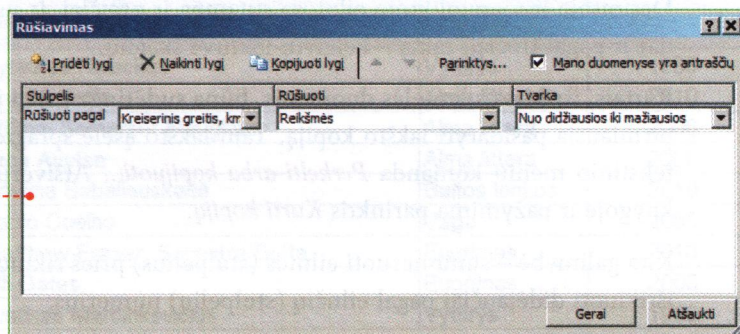 Rūšiavimas
Pridėti lygį Naikinti lygį Kopijuoti lygį Parinktys... Mano duomenyse yra antraščių
Stulpelis Rūšiuoti Tvarka
Rūšiuoti pagal Kreiserinis greitis, km Reikšmės Nuo didžiausios iki mažiausios
Gerai Atšaukti